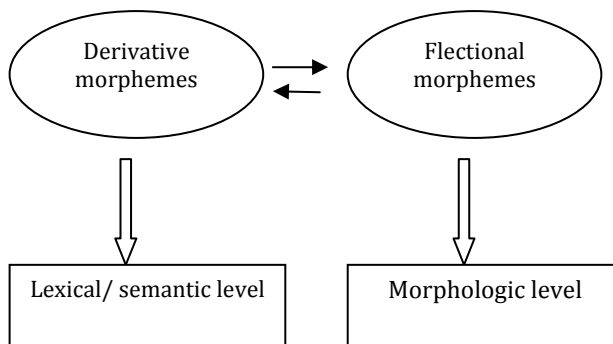 Derivative
morphemes
Flectional
morphemes
Lexical/ semantic level
Morphologic level